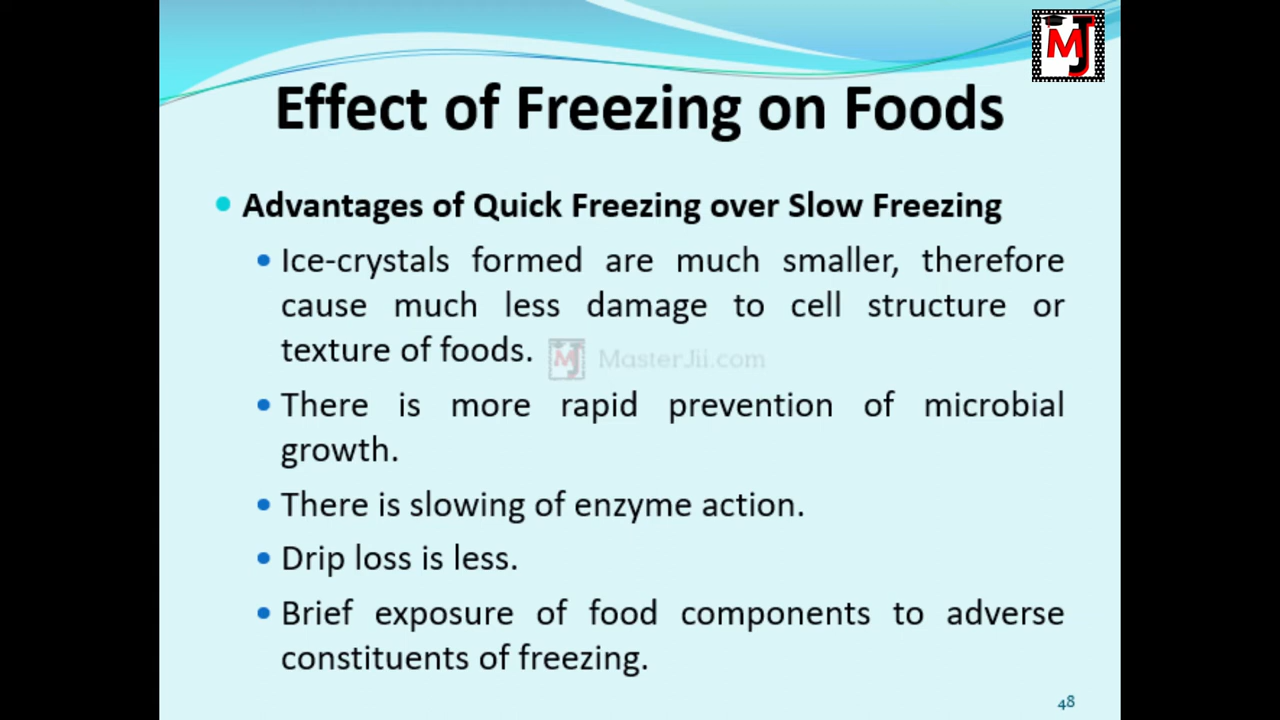 MJ
Effect of Freezing on Foods
Advantages of Quick Freezing over Slow Freezing
Ice-crystals formed are much smaller, therefore
cause much less damage to cell structure or
texture of foods.
MJ MasterJii.com
There is more rapid prevention of microbial
growth.
There is slowing of enzyme action.
Drip loss is less.
Brief exposure of food components to adverse
constituents of freezing.
48